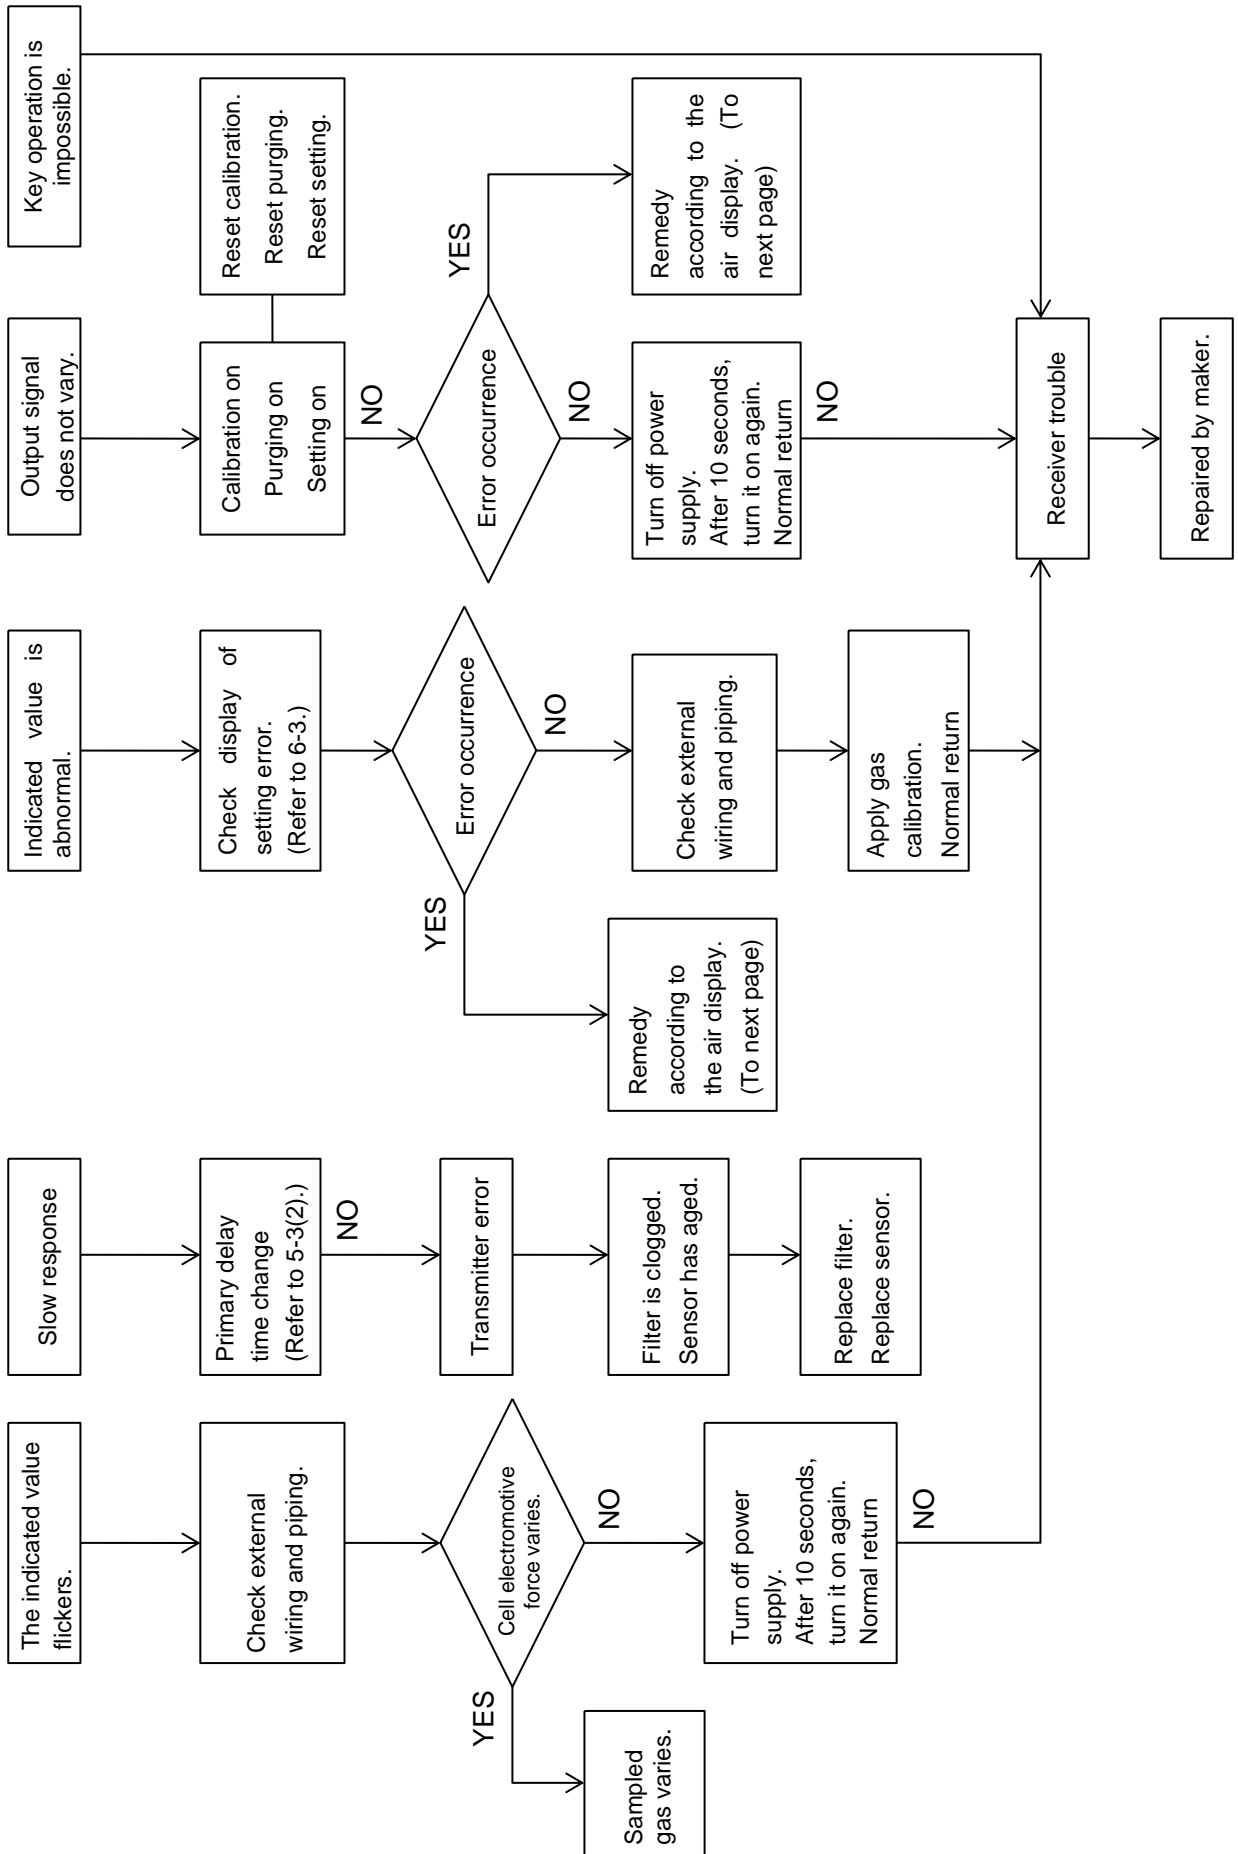 The indicated value
flickers.
Check external
wiring and piping.
Cell electromotive
force varies.
YES
Sampled
gas varies.
NO
Turn off power
supply.
After 10 seconds,
turn it on again.
Normal return
NO
Slow response
Primary delay
time change
(Refer to 5-3(2).)
NO
Transmitter error
Filter is clogged.
Sensor has aged.
Replace filter.
Replace sensor.
Indicated value is
abnormal.
Check display of
setting error.
(Refer to 6-3.)
Error occurrence
YES
Remedy
according to
the air display.
(To next page)
NO
Check external
wiring and piping.
Apply gas
calibration.
Normal return
Output signal
does not vary.
Calibration on
Purging on
Setting on
Reset calibration.
Reset purging.
Reset setting.
NO
Error occurrence
YES
Remedy
according to the
air display. (To
next page)
NO
Turn off power
supply.
After 10 seconds,
turn it on again.
Normal return
NO
Key operation is
impossible.
Receiver trouble
Repaired by maker.